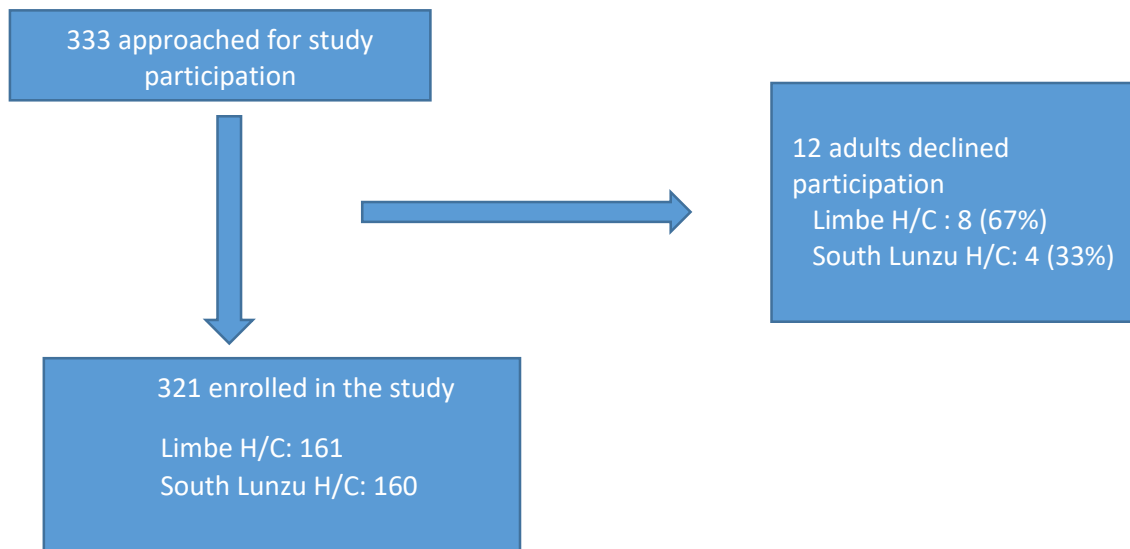 333 approached for study
participation
12 adults declined
participation
Limbe H/C : 8 (67%)
South Lunzu H/C: 4 (33%)
321 enrolled in the study
Limbe H/C: 161
South Lunzu H/C: 160